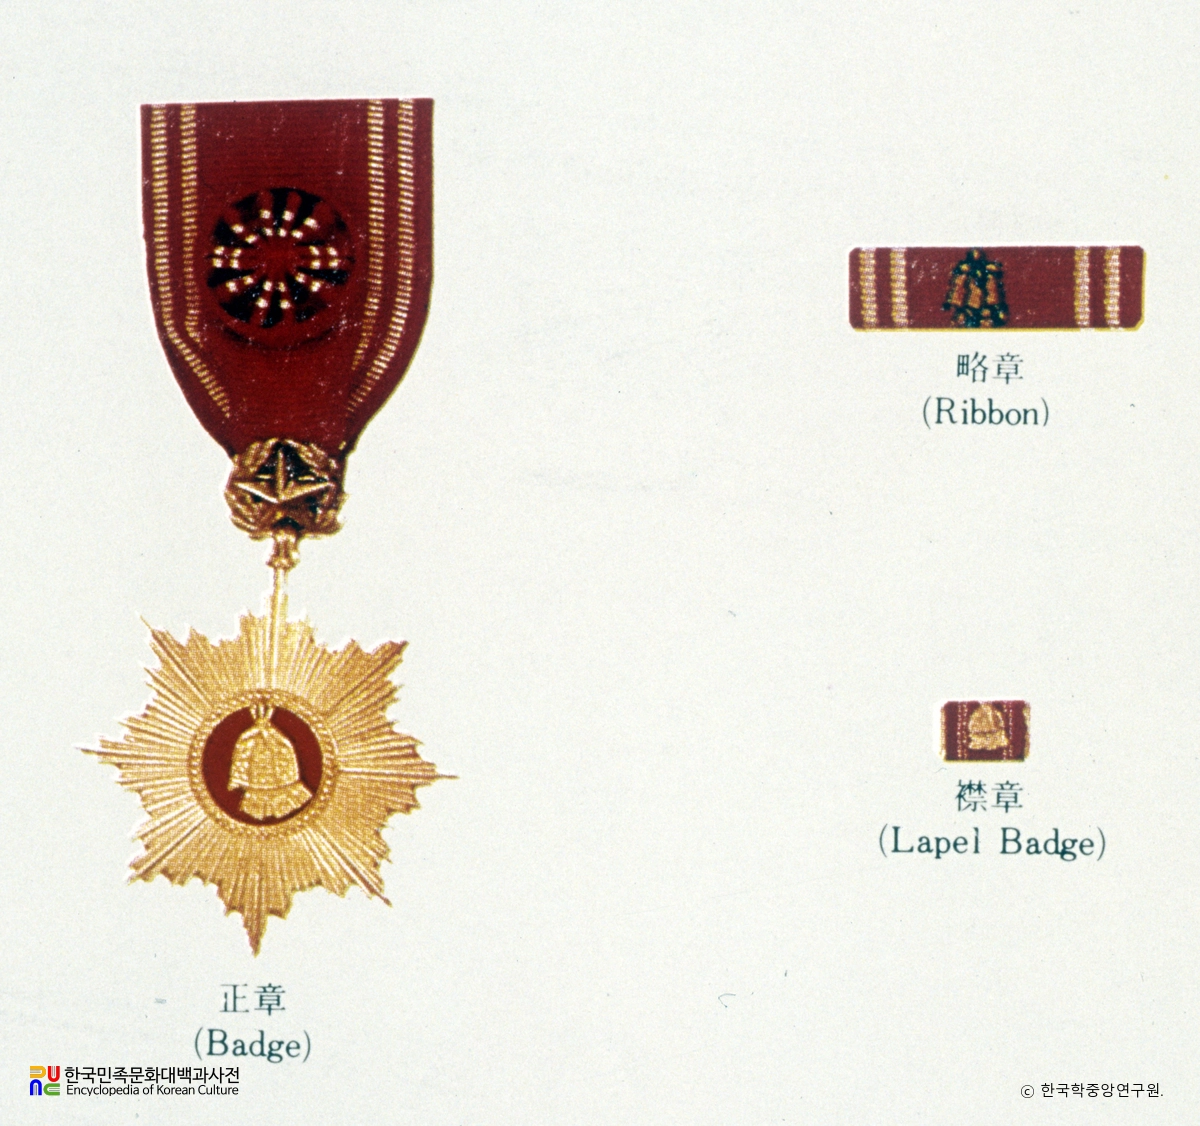 略章
(Ribbon)
襟章
(Lapel Badge)
正章
(Badge)
한국민족문화대백과사전
Encyclopedia of Korean Culture
ⓒ 한국학중앙연구원.